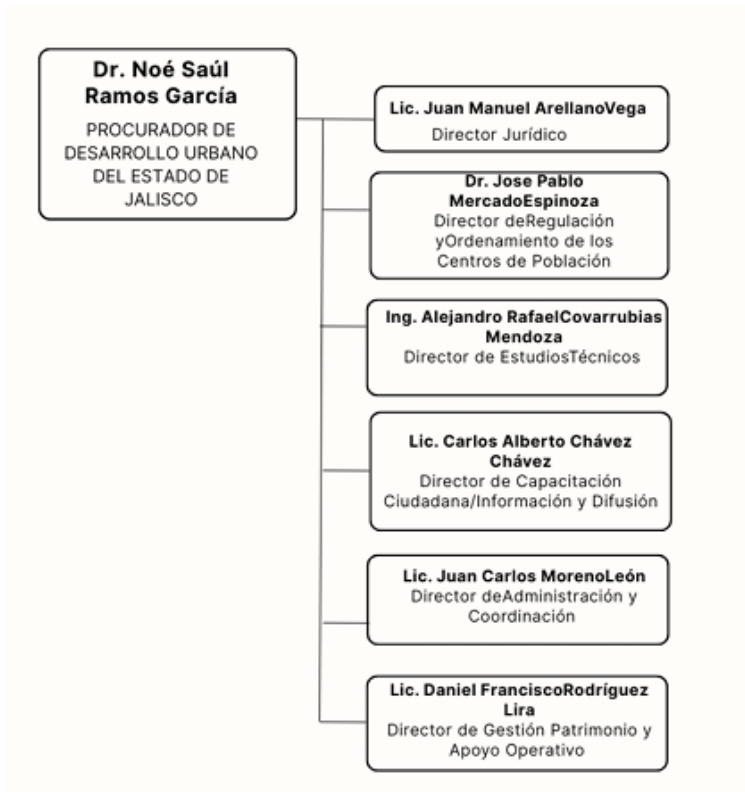 Dr. Noé Saúl
Ramos García
PROCURADOR DE
DESARROLLO URBANO
DEL ESTADO DE
JALISCO
Lic. Juan Manuel ArellanoVega
Director Jurídico
Dr. Jose Pablo
MercadoEspinoza
Director deRegulación
yOrdenamiento de los
Centros de Población
Ing. Alejandro RafaelCovarrubias
Mendoza
Director de EstudiosTécnicos
Lic. Carlos Alberto Chávez
Chávez
Director de Capacitación
Ciudadana/Información y Difusión
Lic. Juan Carlos MorenoLeón
Director deAdministración y
Coordinación
Lic. Daniel FranciscoRodríguez
Lira
Director de Gestión Patrimonio y
Apoyo Operativo